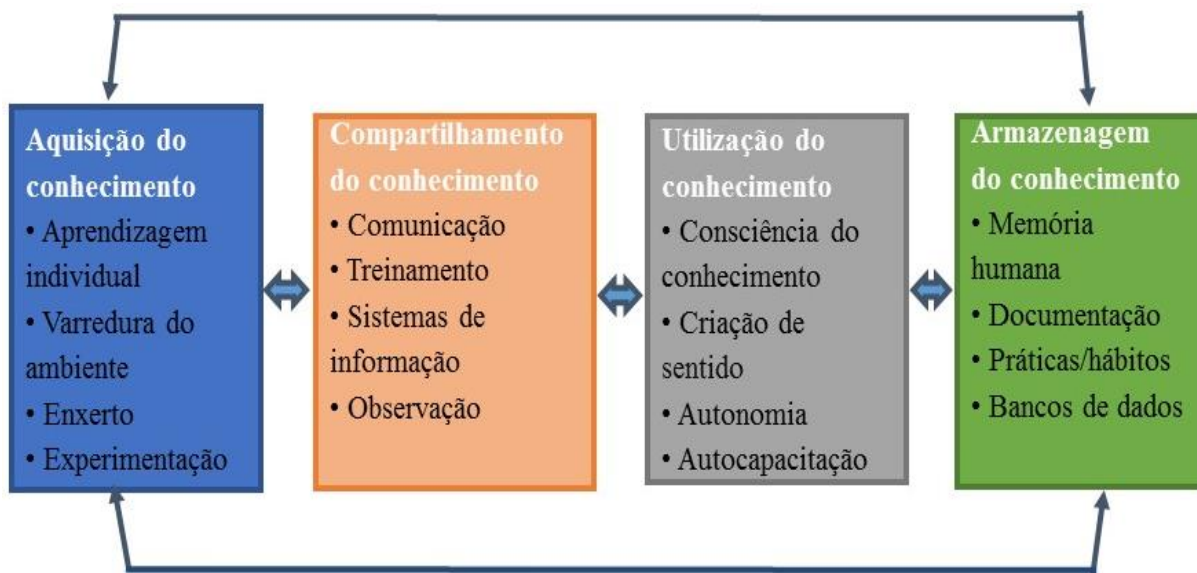 Aquisição do
conhecimento
• Aprendizagem
individual
• Varredura do
ambiente
• Enxerto
• Experimentação
Compartilhamento
do conhecimento
• Comunicação
• Treinamento
• Sistemas de
informação
• Observação
Utilização do
conhecimento
• Consciência do
conhecimento
• Criação de
sentido
• Autonomia
• Autocapacitação
Armazenagem
do conhecimento
• Memória
humana
• Documentação
• Práticas/hábitos
• Bancos de dados